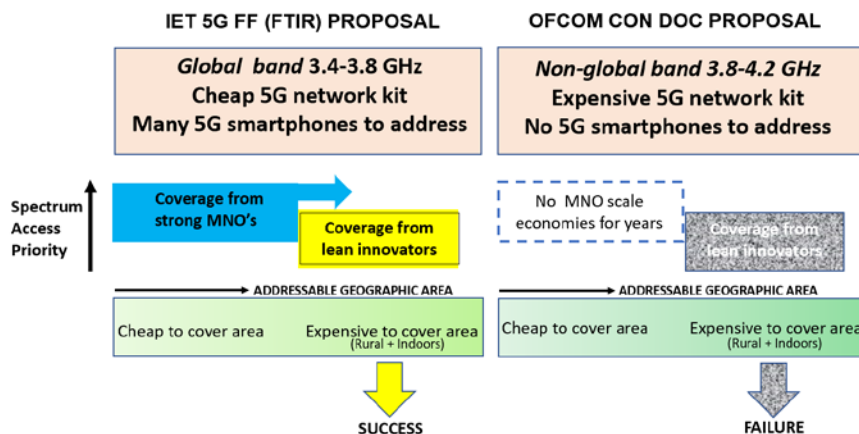 IET 5G FF (FTIR) PROPOSAL
Global band 3.4-3.8 GHz
Cheap 5G network kit
Many 5G smartphones to address
Spectrum
Access
Priority
Coverage from
strong MNO's
Coverage from
lean innovators
ADDRESSABLE GEOGRAPHIC AREA
Cheap to cover area
Expensive to cover area
(Rural + Indoors)
SUCCESS
OFCOM CON DOC PROPOSAL
Non-global band 3.8-4.2 GHz
Expensive 5G network kit
No 5G smartphones to address
No MNO scale
economies for years
Coverage from
lean innovators
ADDRESSABLE GEOGRAPHIC AREA
Cheap to cover area
Expensive to cover area
(Rural + Indoors)
FAILURE